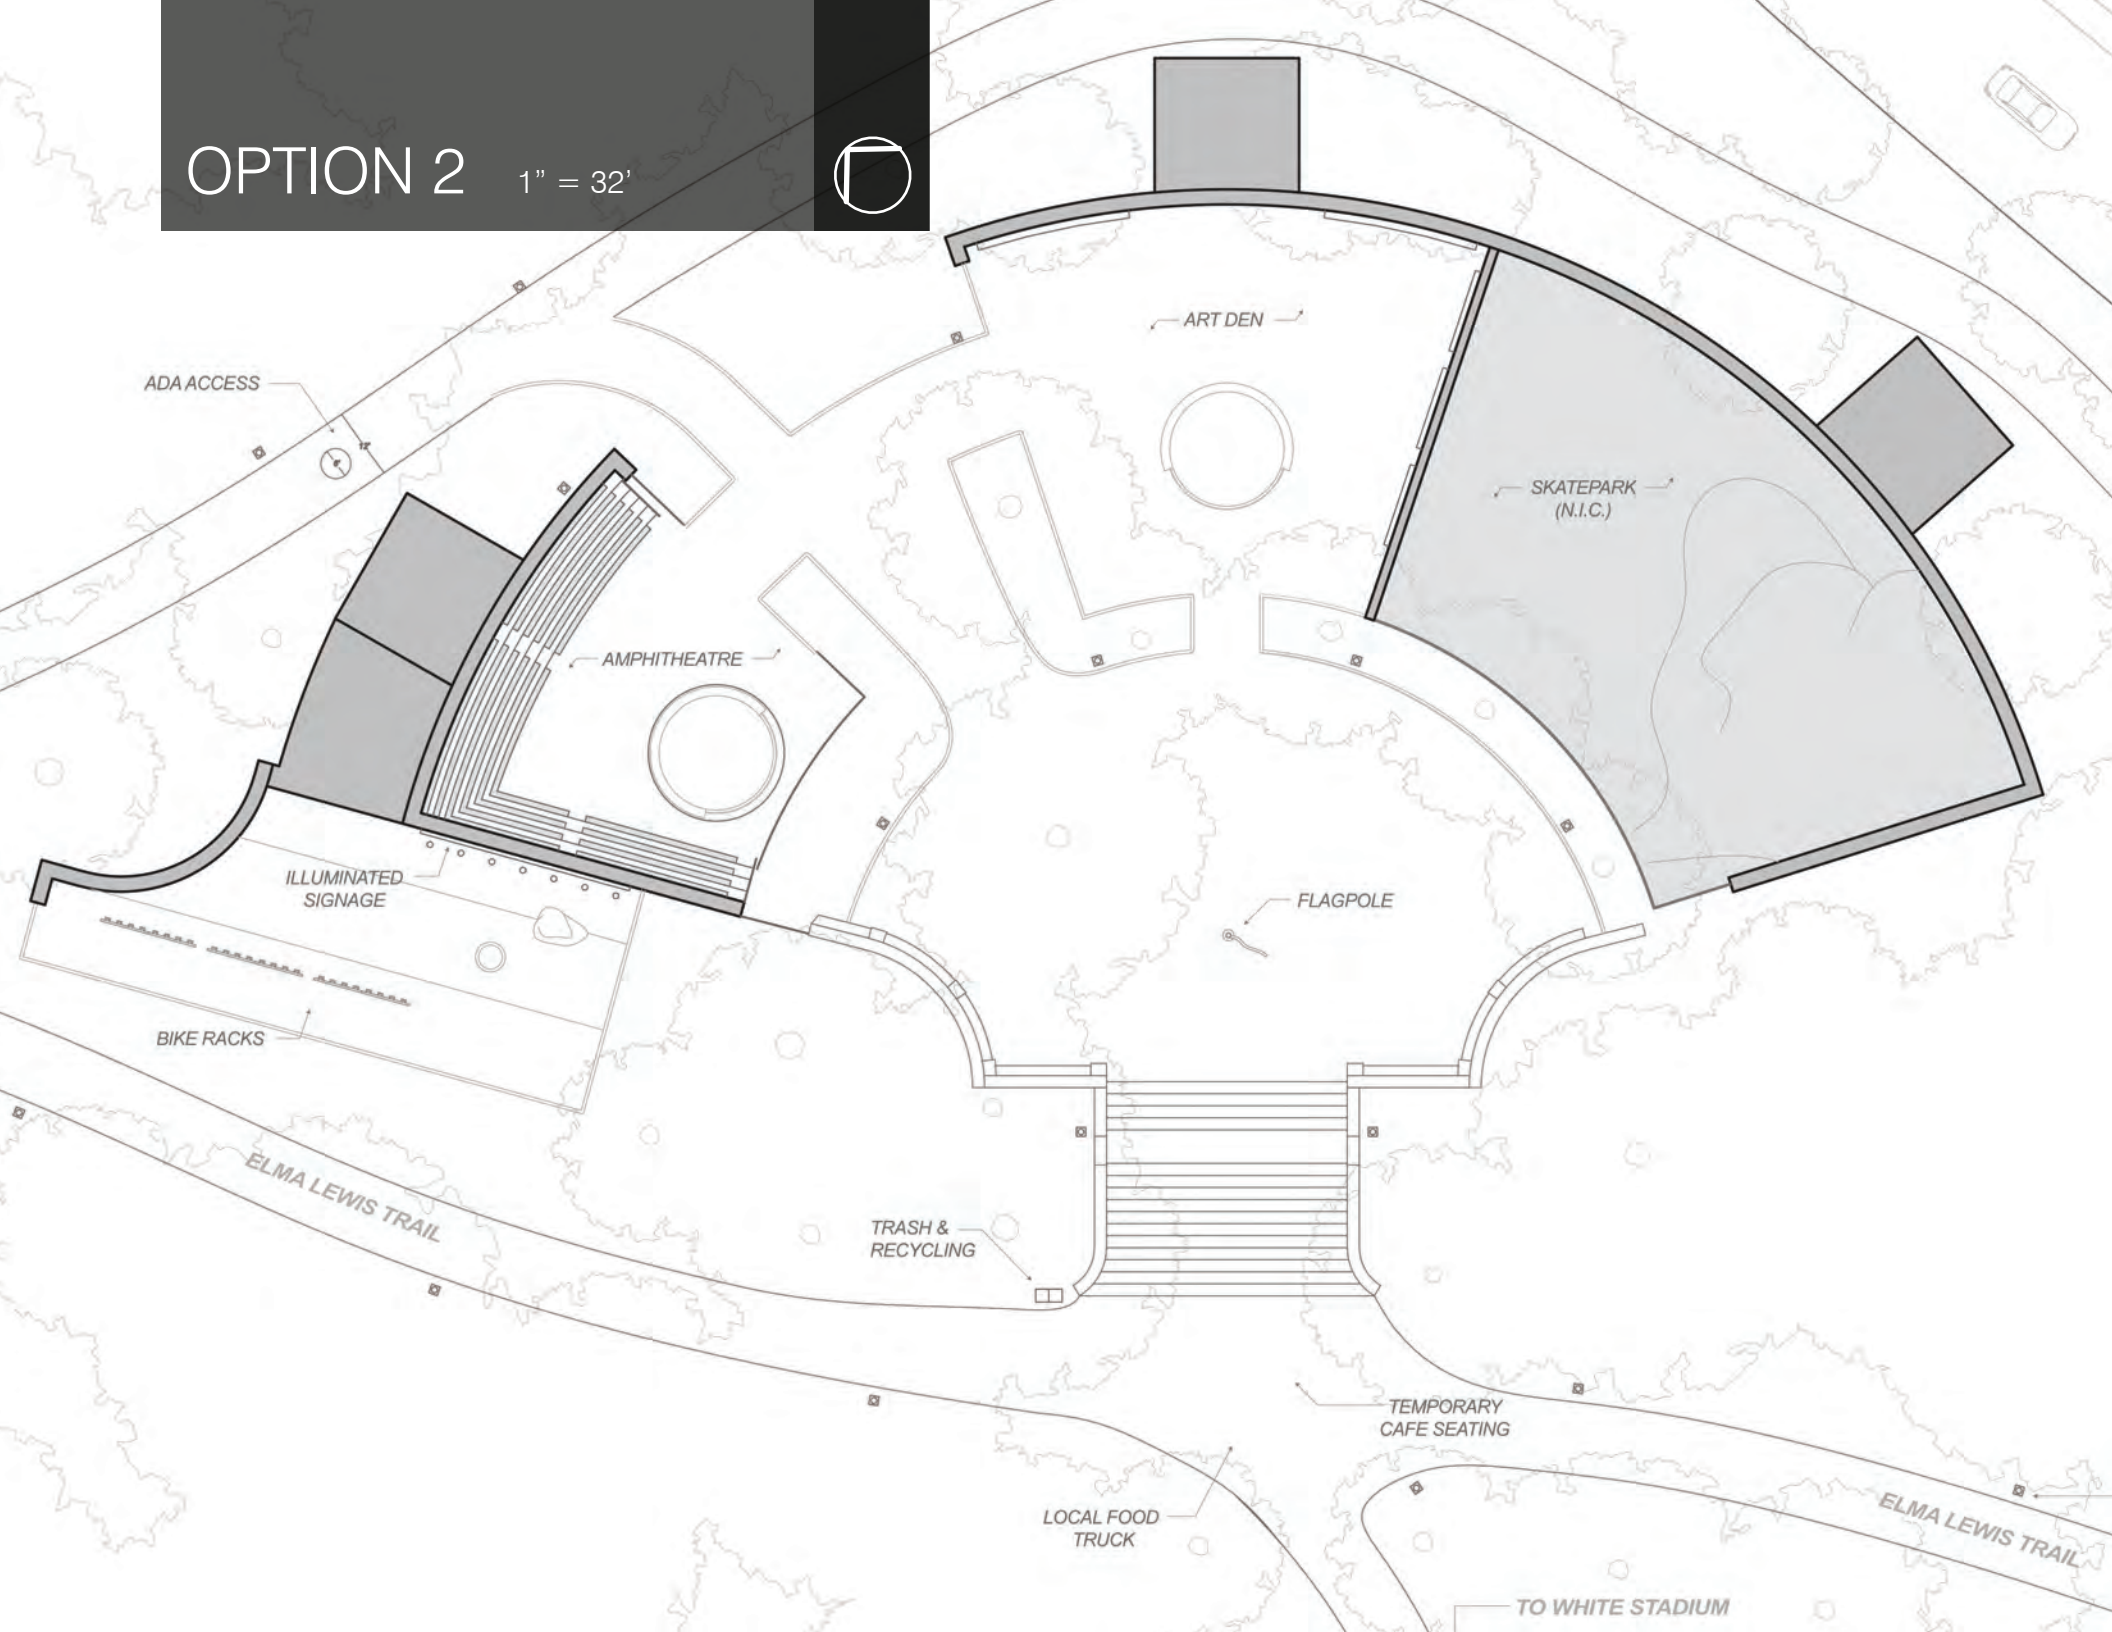 OPTION 2 1” = 32’
ART DEN
ADA ACCESS
12'
SKATEPARK
(N.I.C.)
AMPHITHEATRE
ILLUMINATED
SIGNAGE
FLAGPOLE
BIKE RACKS
ELMA LEWIS TRAIL
TRASH &
RECYCLING
TEMPORARY
CAFE SEATING
LOCAL FOOD
TRUCK
ELMA LEWIS TRAIL
TO WHITE STADIUM